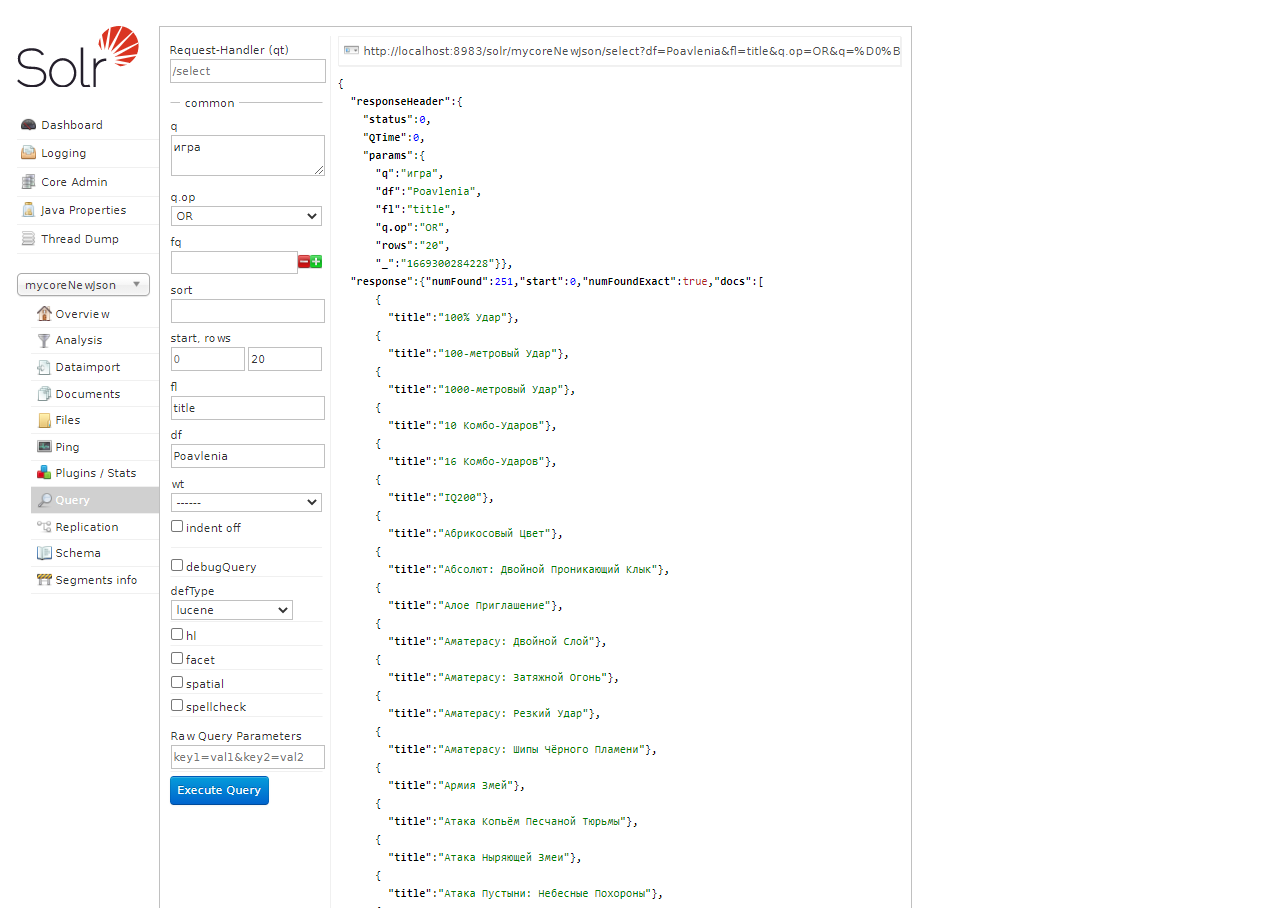 Solr
Dashboard
Logging
Core Admin
Java Properties
Thread Dump
mycoreNewJson
Overview
Analysis
Dataimport
Documents
Files
Ping
Plugins / Stats
Query
Replication
Schema
Segments info
Request-Handler (qt)
/select
common
q
игра
q.op
OR
fq
sort
start, rows
0 20
fl
title
df
Poavlenia
wt
------
indent off
debugQuery
defType
lucene
hl
facet
spatial
spellcheck
Raw Query Parameters
key1=val1&key2=val2
Execute Query
http://localhost:8983/solr/mycoreNewJson/select?df=Poavlenia&fl=title&q.op=OR&q=%D0%B
{
"responseHeader":{
"status":0,
"QTime":0,
"params":{
"q":"игра",
"df":"Poavlenia",
"fl":"title",
"q.op":"OR",
"rows":"20",
"_":"1669300284228"}},
"response":{"numFound":251,"start":0,"numFoundExact":true,"docs":[
{
"title":"100% Удар"},
{
"title":"100-метровый Удар"},
{
"title":"1000-метровый Удар"},
{
"title":"10 Комбо-Ударов"},
{
"title":"16 Комбо-Ударов"},
{
"title":"IQ200"},
{
"title":"Абрикосовый Цвет"},
{
"title":"Абсолют: Двойной Проникающий Клык"},
{
"title":"Алое Приглашение"},
{
"title":"Аматерасу: Двойной Слой"},
{
"title":"Аматерасу: Затяжной Огонь"},
{
"title":"Аматерасу: Резкий Удар"},
{
"title":"Аматерасу: Шипы Чёрного Пламени"},
{
"title":"Армия Змей"},
{
"title":"Атака Копьём Песчаной Тюрьмы"},
{
"title":"Атака Ныряющей Змеи"},
{
"title":"Атака Пустыни: Небесные Похороны"},